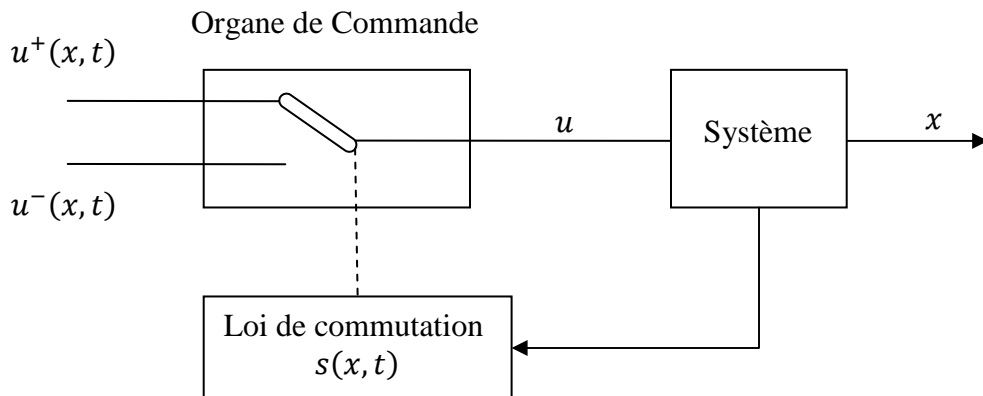 Organe de Commande
u⁺(x, t)
u
Système
x
u⁻(x, t)
Loi de commutation
s(x, t)